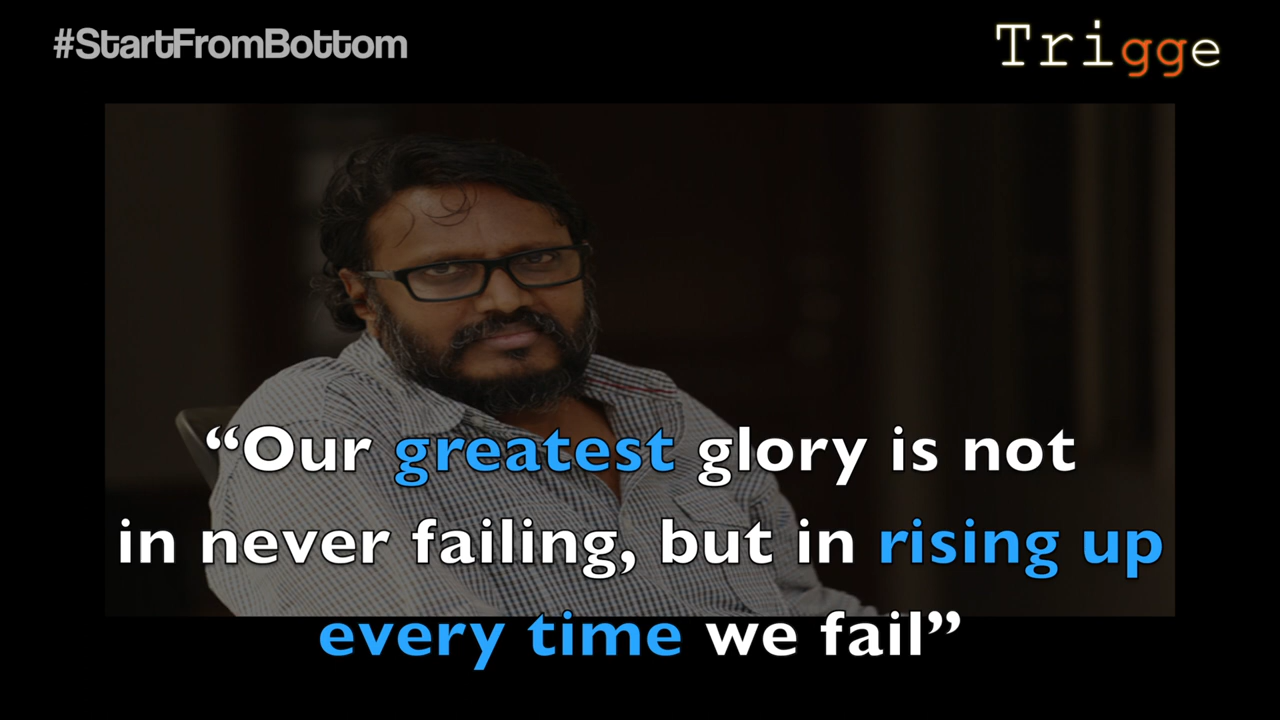 #StartFromBottom
Trigge
“Our greatest glory is not
in never failing, but in rising up
every time we fail”